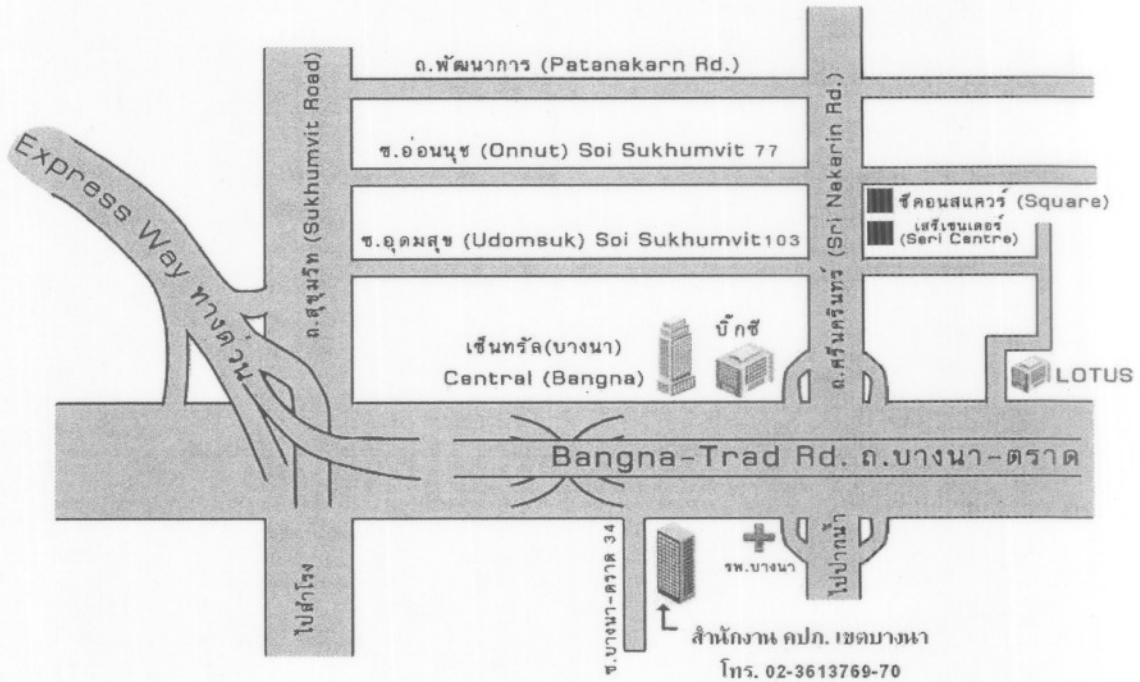 ถ.พัฒนาการ (Patanakarn Rd.)
ถ.สุขุมวิท (Sukhumvit Road)
ถ.ศรีนครินทร์ (Sri Nakarin Rd.)
Express Way ทางด่วน
ซ.อ่อนนุช (Onnut) Soi Sukhumvit 77
ซีคอนสแควร์ (Square)
เสรีเซนเตอร์
(Seri Centre)
ซ.อุดมสุข (Udomsuk) Soi Sukhumvit103
บิ๊กซี
เซ็นทรัล(บางนา)
Central (Bangna)
LOTUS
Bangna-Trad Rd. ถ.บางนา-ตราด
ไปสำโรง
ซ.บางนา-ตราด 34
รพ.บางนา
ไปปากน้ำ
สำนักงาน คปภ. เขตบางนา
โทร. 02-3613769-70